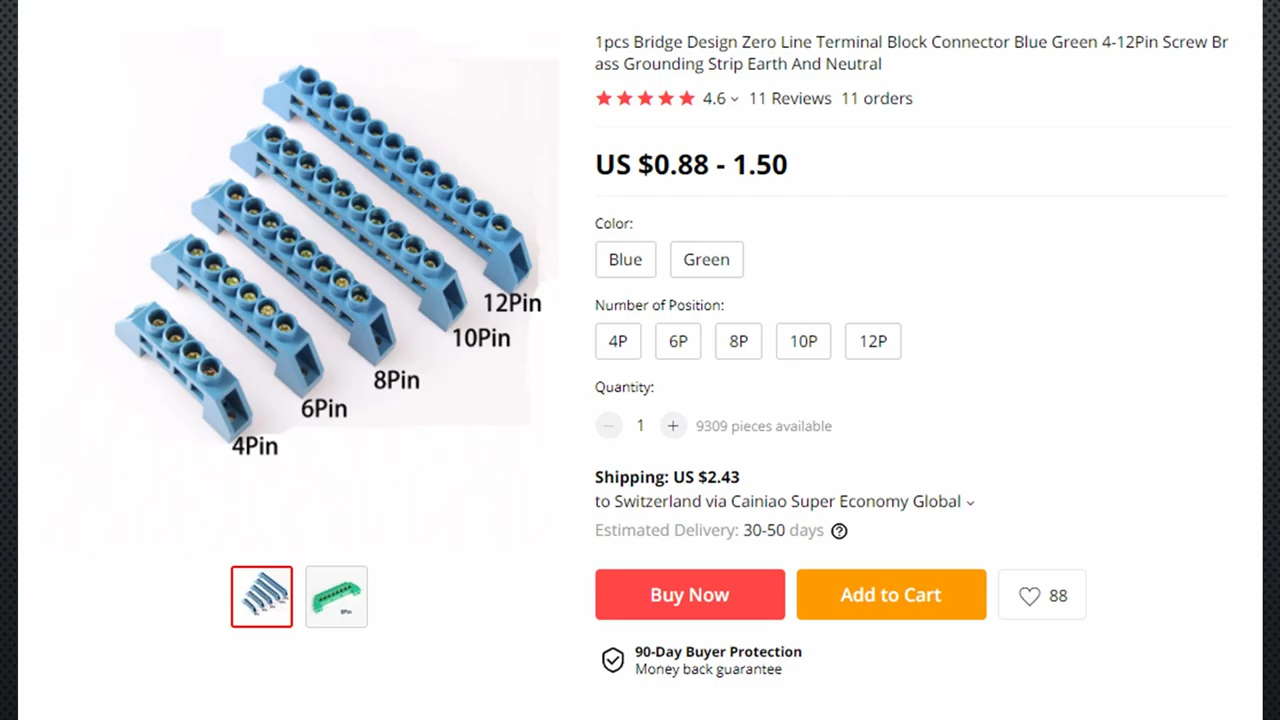 1pcs Bridge Design Zero Line Terminal Block Connector Blue Green 4-12Pin Screw Br
ass Grounding Strip Earth And Neutral
4.6 11 Reviews 11 orders
US $0.88 - 1.50
Color:
Blue Green
Number of Position:
4P 6P 8P 10P 12P
Quantity:
1 + 9309 pieces available
Shipping: US $2.43
to Switzerland via Cainiao Super Economy Global
Estimated Delivery: 30-50 days
Buy Now Add to Cart 88
90-Day Buyer Protection
Money back guarantee
12Pin
10Pin
8Pin
6Pin
4Pin
8Pin